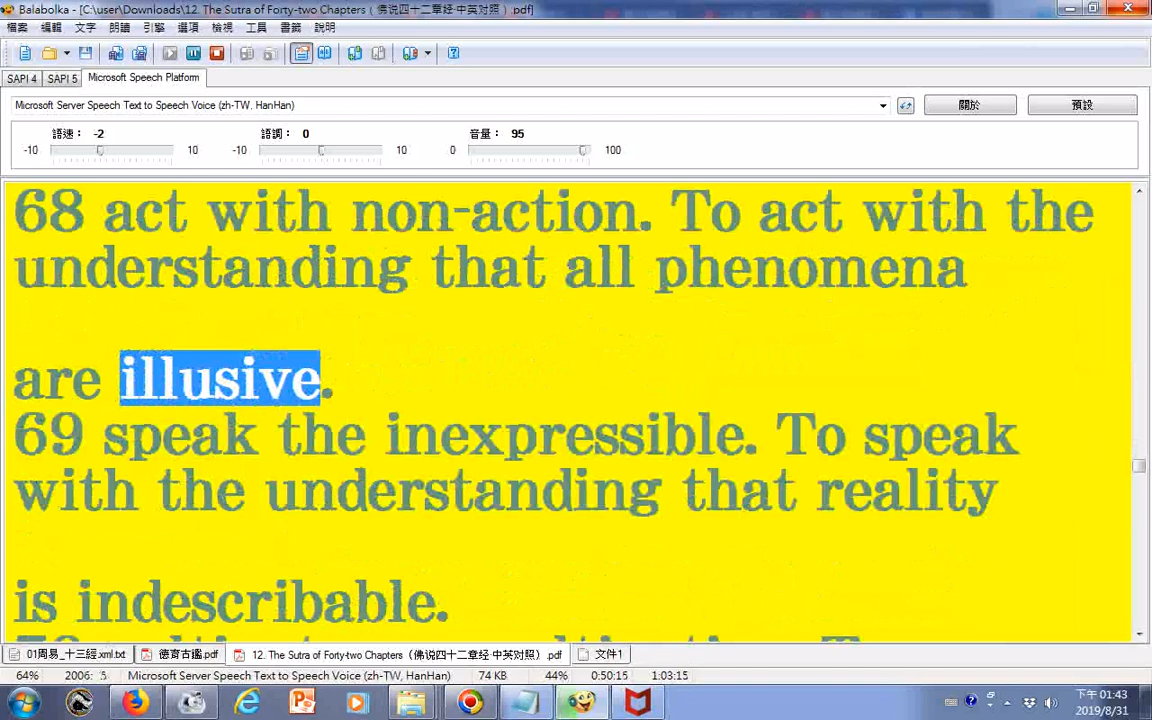 Balabolka - [C:\user\Downloads\12. The Sutra of Forty-two Chapters（佛说四十二章经·中英对照）.pdf]
檔案 編輯 文字 朗讀 引擎 選項 檢視 工具 書籤 說明
SAPI 4 SAPI 5 Microsoft Speech Platform
Microsoft Server Speech Text to Speech Voice (zh-TW, HanHan) 關於 預設
語速： -2 語調： 0 音量： 95
-10 10 -10 10 0 100
68 act with non-action. To act with the
understanding that all phenomena
are illusive.
69 speak the inexpressible. To speak
with the understanding that reality
is indescribable.
01周易_十三經.xml.txt 德育古鑑.pdf 12. The Sutra of Forty-two Chapters（佛说四十二章经·中英对照）.pdf 文件1
64% Microsoft Server Speech Text to Speech Voice (zh-TW, HanHan) 74 KB 44% 0:50:15 1:03:15
下午 01:43
2019/8/31